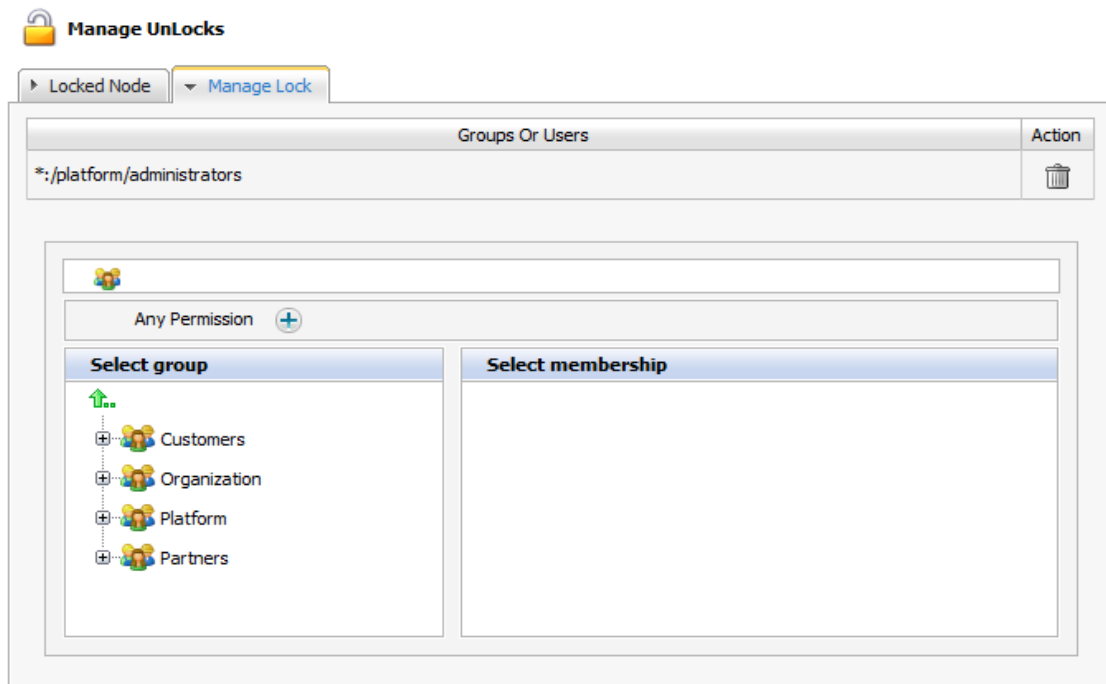 Manage UnLocks
Locked Node Manage Lock
Groups Or Users Action
*:/platform/administrators
Any Permission
Select group Select membership
Customers
Organization
Platform
Partners